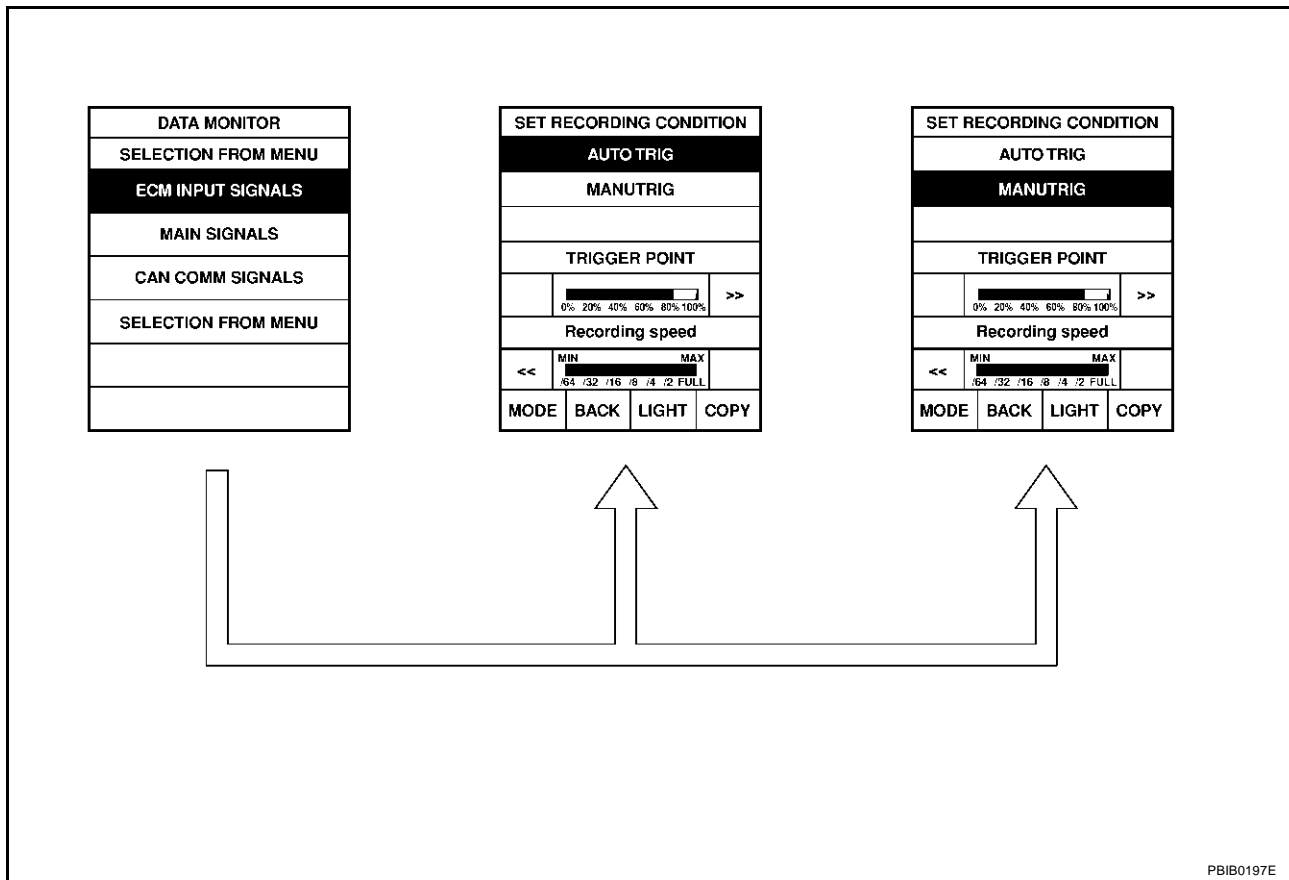 DATA MONITOR
SELECTION FROM MENU
ECM INPUT SIGNALS
MAIN SIGNALS
CAN COMM SIGNALS
SELECTION FROM MENU
SET RECORDING CONDITION
AUTO TRIG
MANUTRIG
TRIGGER POINT
>>
0% 20% 40% 60% 80% 100%
Recording speed
MIN MAX
<<
/64 /32 /16 /8 /4 /2 FULL
MODE BACK LIGHT COPY
SET RECORDING CONDITION
AUTO TRIG
MANUTRIG
TRIGGER POINT
>>
0% 20% 40% 60% 80% 100%
Recording speed
MIN MAX
<<
/64 /32 /16 /8 /4 /2 FULL
MODE BACK LIGHT COPY
PBIB0197E